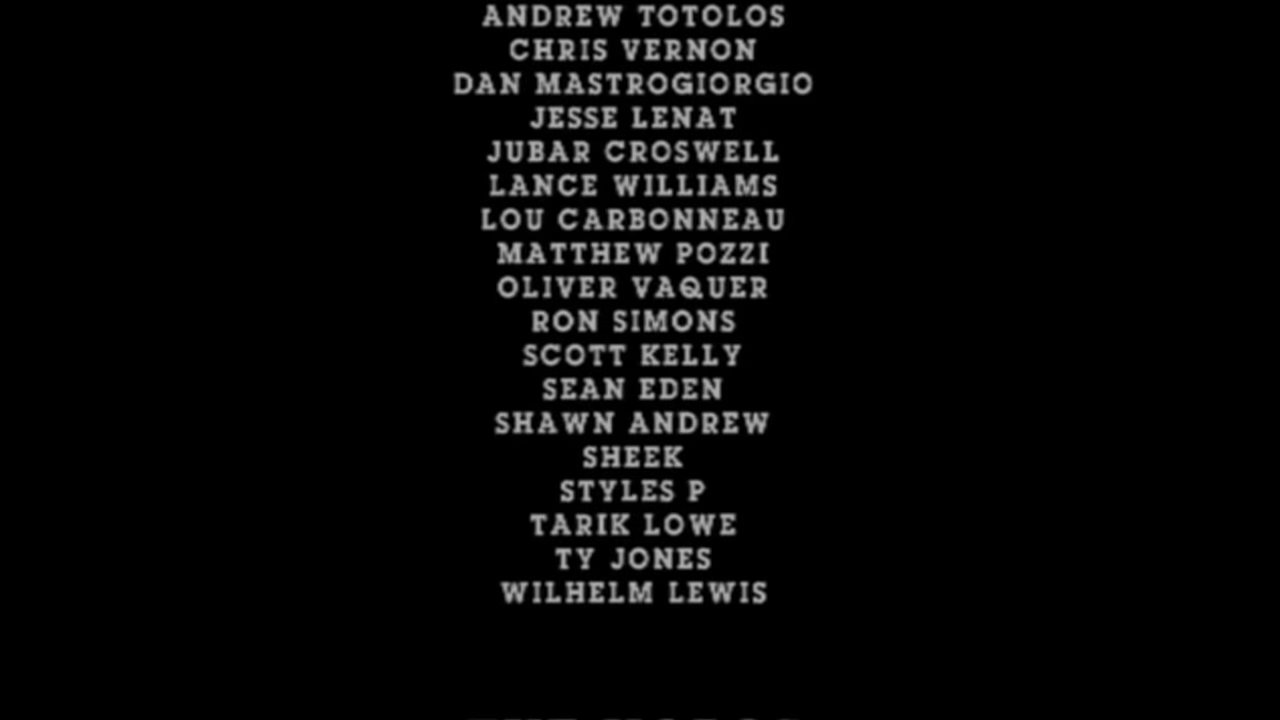 ANDREW TOTOLOS
CHRIS VERNON
DAN MASTROGIORGIO
JESSE LENAT
JUBAR CROSWELL
LANCE WILLIAMS
LOU CARBONNEAU
MATTHEW POZZI
OLIVER VAQUER
RON SIMONS
SCOTT KELLY
SEAN EDEN
SHAWN ANDREW
SHEEK
STYLES P
TARIK LOWE
TY JONES
WILHELM LEWIS